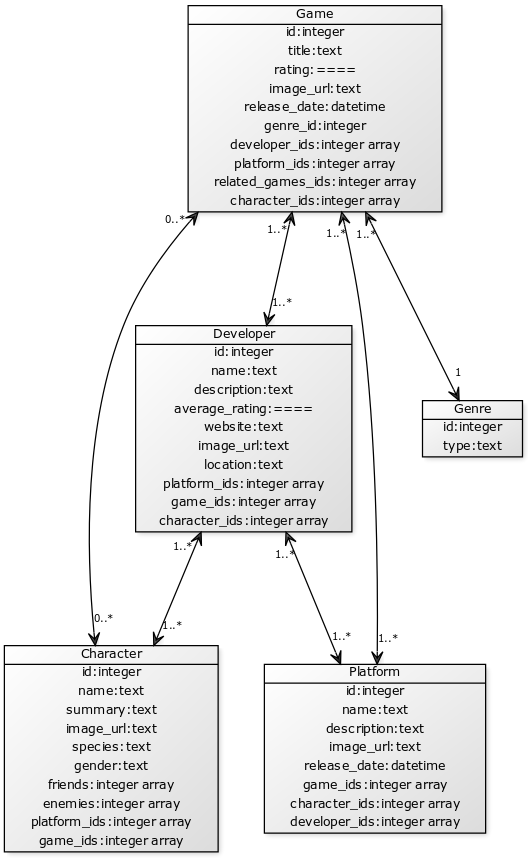 Game
id:integer
title:text
rating:====
image_url:text
release_date:datetime
genre_id:integer
developer_ids:integer array
platform_ids:integer array
related_games_ids:integer array
character_ids:integer array
0..*
1..*
1..*
1..*
1..*
Developer
id:integer
name:text
description:text
average_rating:====
website:text
image_url:text
location:text
platform_ids:integer array
game_ids:integer array
character_ids:integer array
1
Genre
id:integer
type:text
1..*
1..*
0..*
1..*
1..*
1..*
Character
id:integer
name:text
summary:text
image_url:text
species:text
gender:text
friends:integer array
enemies:integer array
platform_ids:integer array
game_ids:integer array
Platform
id:integer
name:text
description:text
image_url:text
release_date:datetime
game_ids:integer array
character_ids:integer array
developer_ids:integer array